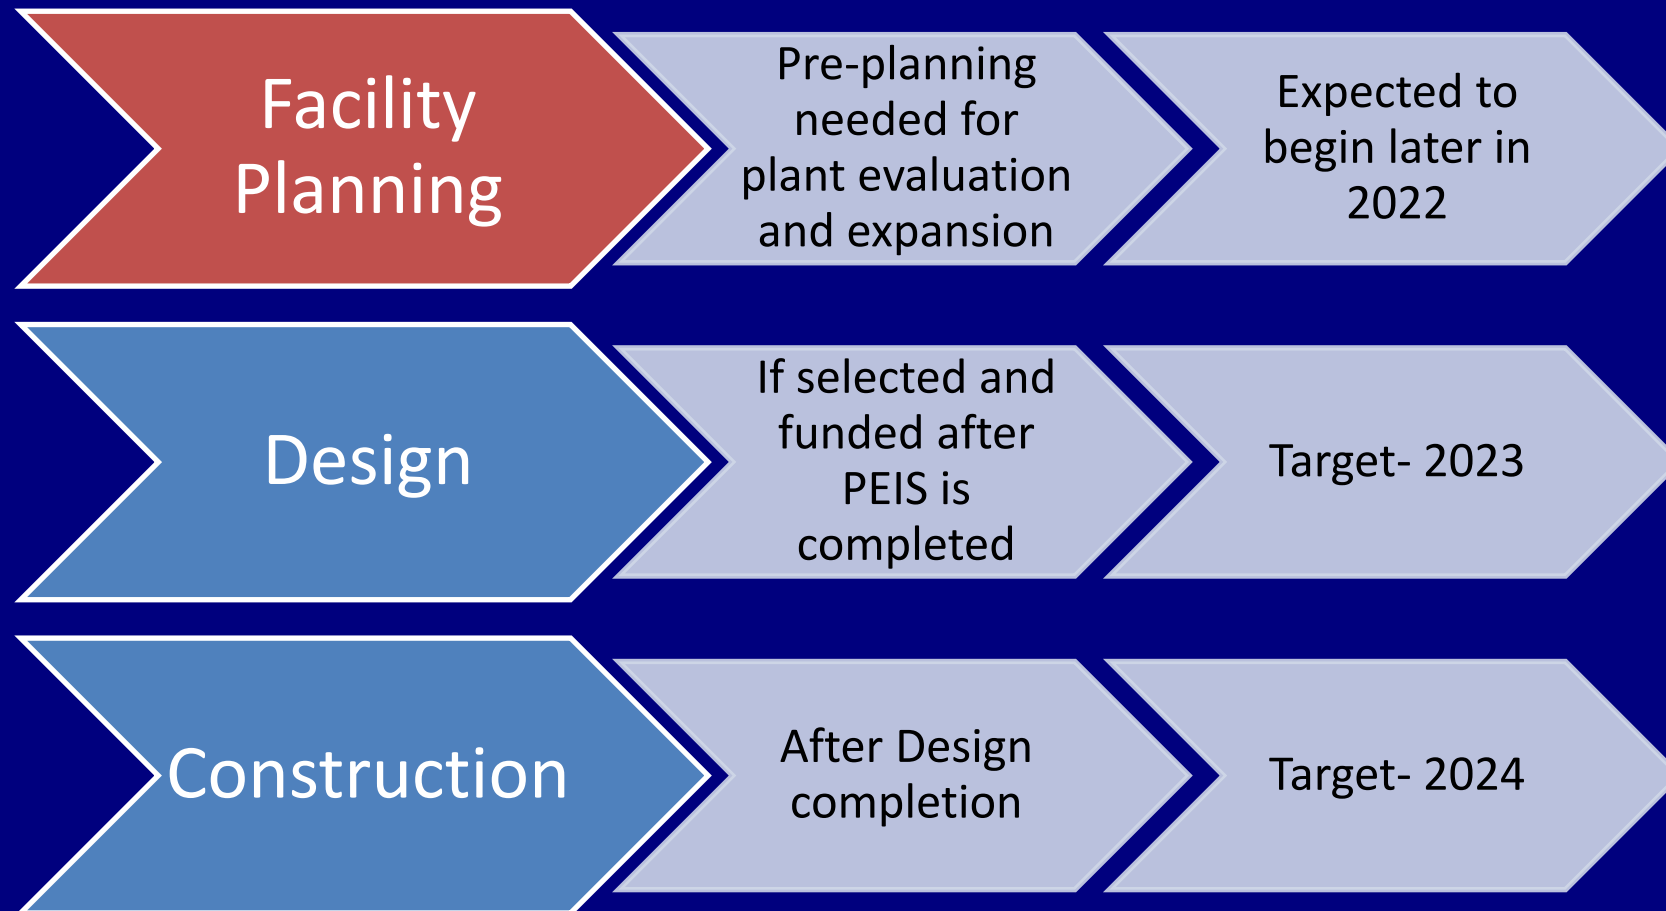 Facility
Planning
Pre-planning
needed for
plant evaluation
and expansion
Expected to
begin later in
2022
Design
If selected and
funded after
PEIS is
completed
Target- 2023
Construction
After Design
completion
Target- 2024